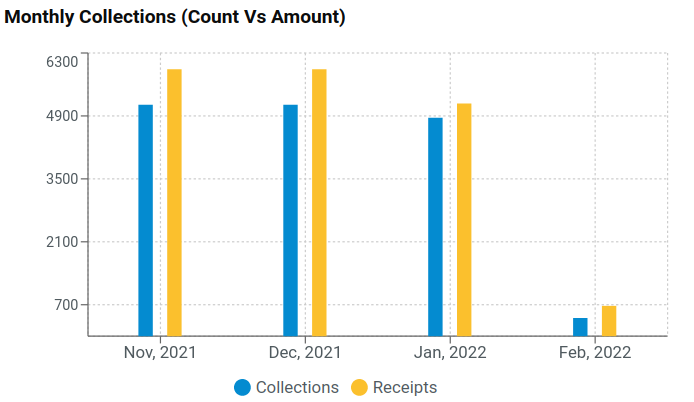 Monthly Collections (Count Vs Amount)
6300
4900
3500
2100
700
Nov, 2021 Dec, 2021 Jan, 2022 Feb, 2022
Collections Receipts